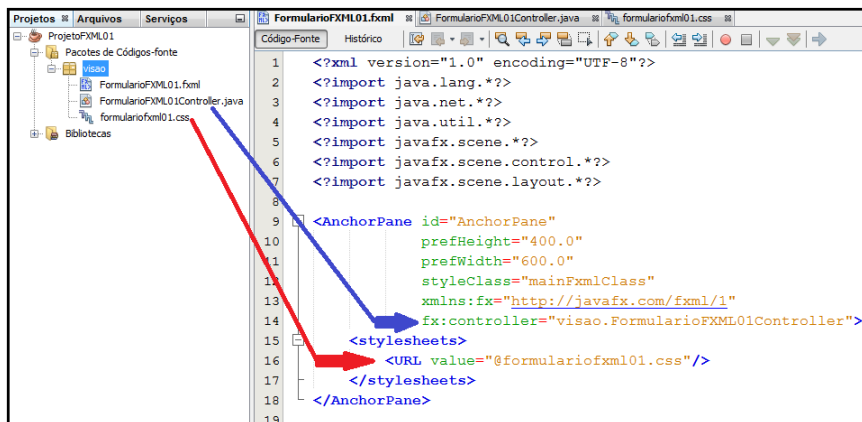 Projetos Arquivos Serviços
ProjetoFXML01
Pacotes de Códigos-fonte
visao
FormularioFXML01.fxml
FormularioFXML01Controller.java
formulariofxml01.css
Bibliotecas
FormularioFXML01.fxml FormularioFXML01Controller.java formulariofxml01.css
Código-Fonte Histórico
1 <?xml version="1.0" encoding="UTF-8"?>
2 <?import java.lang.*?>
3 <?import java.net.*?>
4 <?import java.util.*?>
5 <?import javafx.scene.*?>
6 <?import javafx.scene.control.*?>
7 <?import javafx.scene.layout.*?>
8
9 <AnchorPane id="AnchorPane"
10 prefHeight="400.0"
11 prefWidth="600.0"
12 styleClass="mainFxmlClass"
13 xmlns:fx="http://javafx.com/fxml/1"
14 fx:controller="visao.FormularioFXML01Controller">
15 <stylesheets>
16 <URL value="@formulariofxml01.css"/>
17 </stylesheets>
18 </AnchorPane>
19